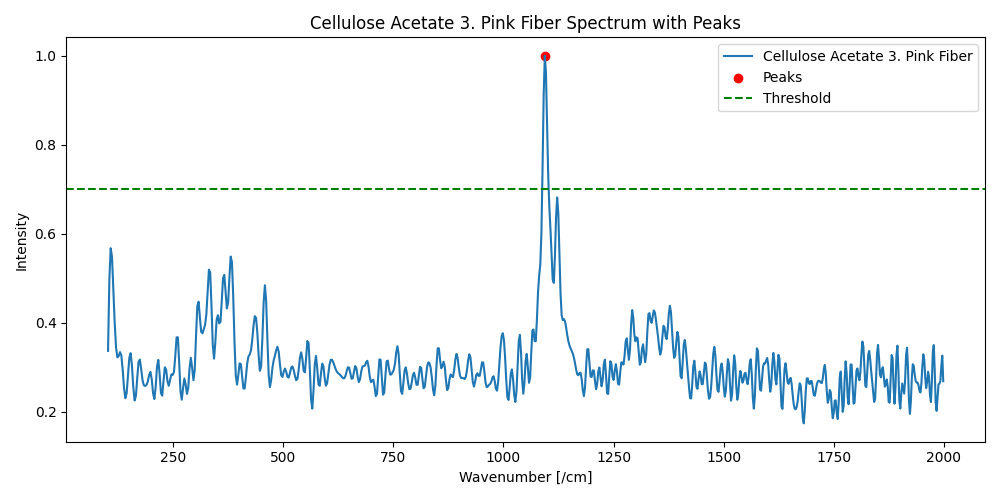 Cellulose Acetate 3. Pink Fiber Spectrum with Peaks
Cellulose Acetate 3. Pink Fiber
Peaks
Threshold
Intensity
1.0
0.8
0.6
0.4
0.2
250 500 750 1000 1250 1500 1750 2000
Wavenumber [/cm]